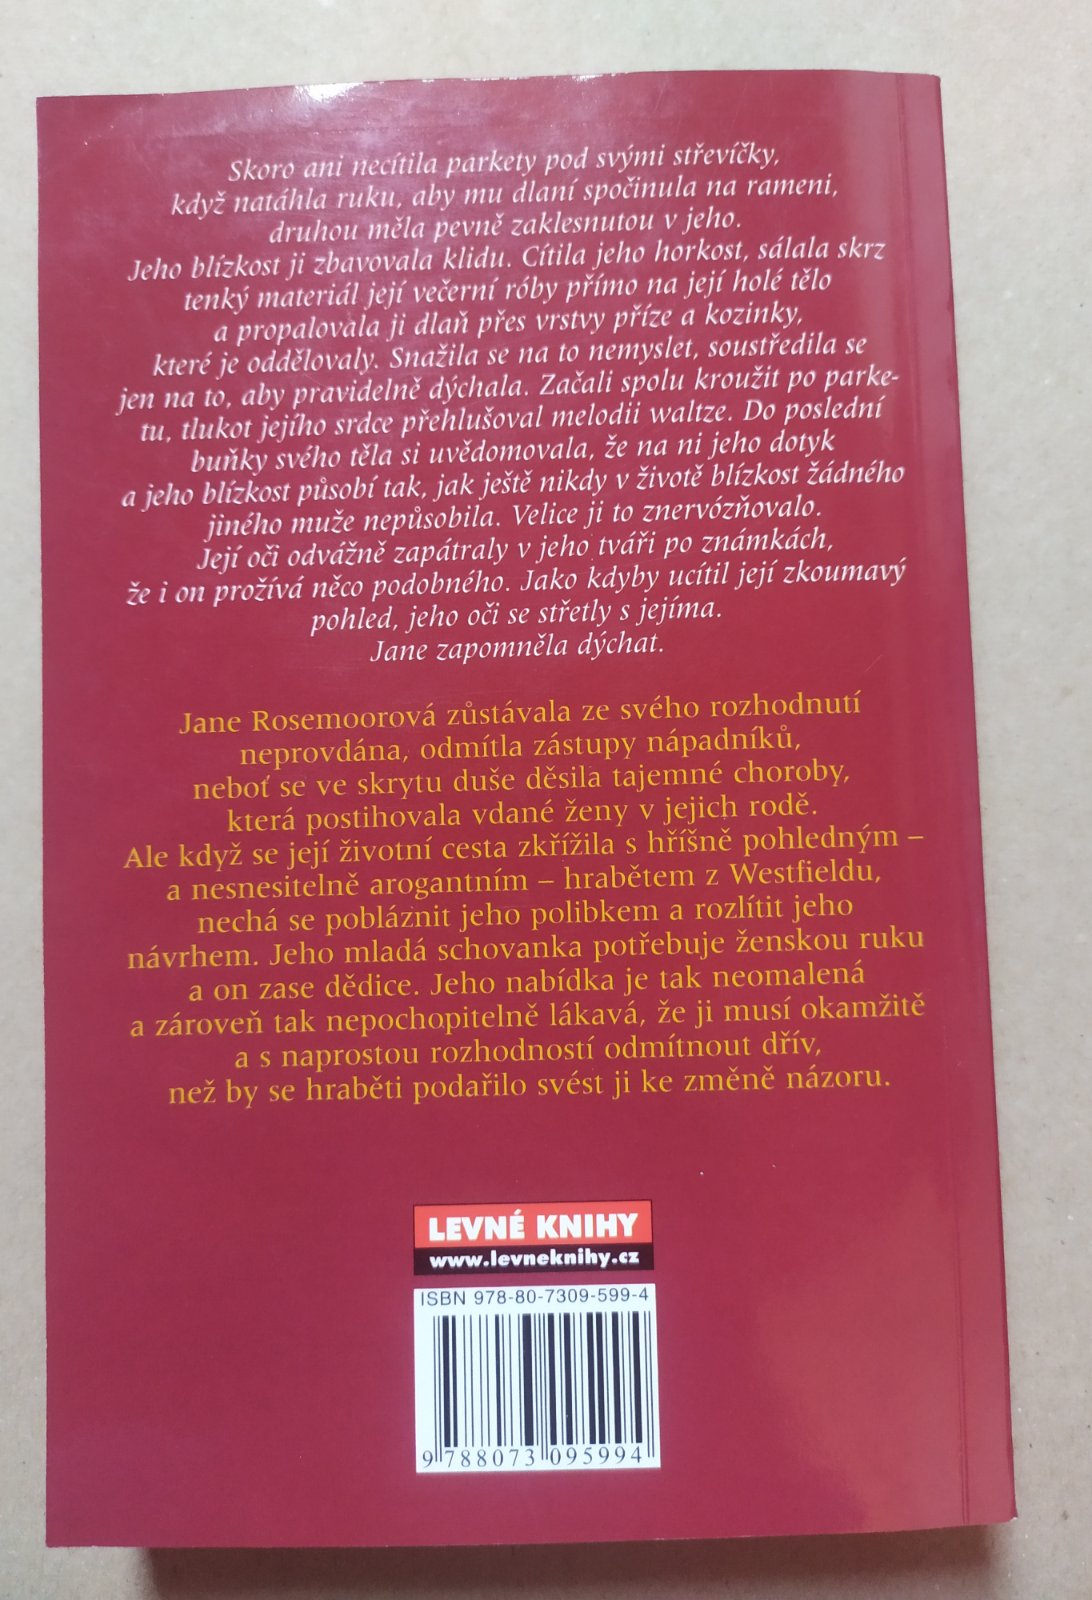 Skoro ani necítila parkety pod svými střevíčky,
když natáhla ruku, aby mu dlaní spočinula na rameni,
druhou měla pevně zaklesnutou v jeho.
Jeho blízkost ji zbavovala klidu. Cítila jeho horkost, sálala skrz
tenký materiál její večerní róby přímo na její holé tělo
a propalovala ji dlaň přes vrstvy příze a kozinky,
které je oddělovaly. Snažila se na to nemyslet, soustředila se
jen na to, aby pravidelně dýchala. Začali spolu kroužit po parke-
tu, tlukot jejího srdce přehlušoval melodii waltze. Do poslední
buňky svého těla si uvědomovala, že na ni jeho dotyk
a jeho blízkost působí tak, jak ještě nikdy v životě blízkost žádného
jiného muže nepůsobila. Velice ji to znervózňovalo.
Její oči odvážně zapátraly v jeho tváři po známkách,
že i on prožívá něco podobného. Jako kdyby ucítil její zkoumavý
pohled, jeho oči se střetly s jejíma.
Jane zapomněla dýchat.
Jane Rosemoorová zůstávala ze svého rozhodnutí
neprovdána, odmítla zástupy nápadníků,
neboť se ve skrytu duše děsila tajemné choroby,
která postihovala vdané ženy v jejich rodě.
Ale když se její životní cesta zkřížila s hříšně pohledným –
a nesnesitelně arogantním – hrabětem z Westfieldu,
nechá se pobláznit jeho polibkem a rozlítit jeho
návrhem. Jeho mladá schovanka potřebuje ženskou ruku
a on zase dědice. Jeho nabídka je tak neomalená
a zároveň tak nepochopitelně lákavá, že ji musí okamžitě
a s naprostou rozhodností odmítnout dřív,
než by se hraběti podařilo svést ji ke změně názoru.
LEVNÉ KNIHY
www.levneknihy.cz
ISBN 978-80-7309-599-4
9 788073 095994